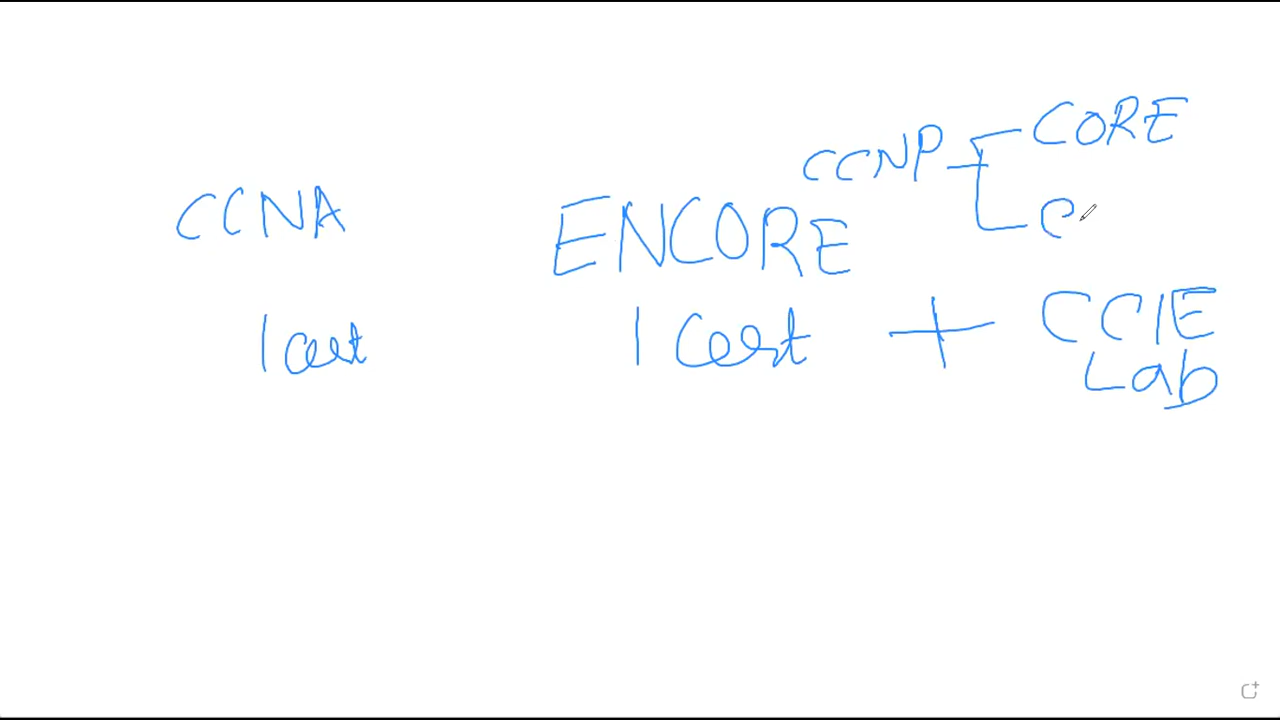 CCNA
1 Cert
ENCORE
1 Cert + CCIE
Lab
CCNP
CORE